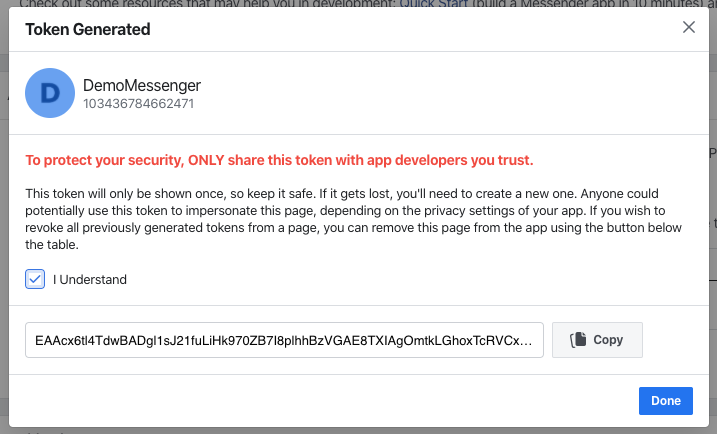 Check out some resources that may help you in development: Quick Start (build a Messenger app in 10 minutes) a
Token Generated
D
DemoMessenger
103436784662471
To protect your security, ONLY share this token with app developers you trust.
This token will only be shown once, so keep it safe. If it gets lost, you'll need to create a new one. Anyone could
potentially use this token to impersonate this page, depending on the privacy settings of your app. If you wish to
revoke all previously generated tokens from a page, you can remove this page from the app using the button below
the table.
I Understand
EAAcx6tl4TdwBADgl1sJ21fuLiHk970ZB7l8plhhBzVGAE8TXIAgOmtkLGhoxTcRVCx...
Copy
Done